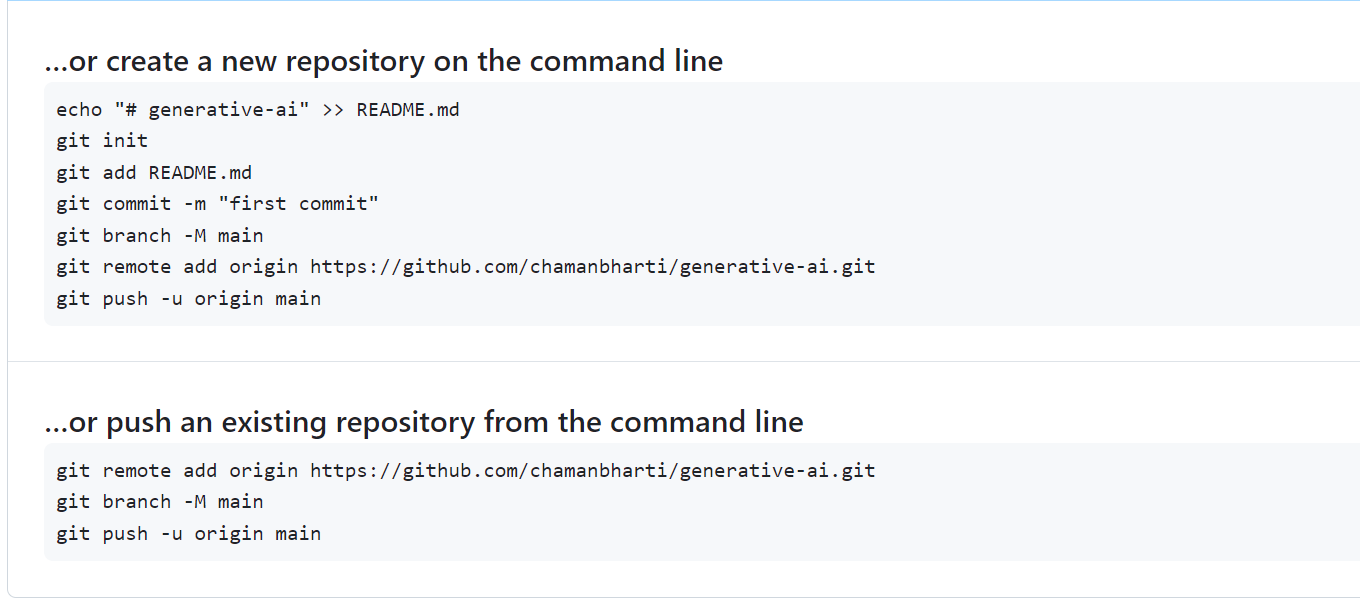 ...or create a new repository on the command line
echo "# generative-ai" >> README.md
git init
git add README.md
git commit -m "first commit"
git branch -M main
git remote add origin https://github.com/chamanbharti/generative-ai.git
git push -u origin main
...or push an existing repository from the command line
git remote add origin https://github.com/chamanbharti/generative-ai.git
git branch -M main
git push -u origin main